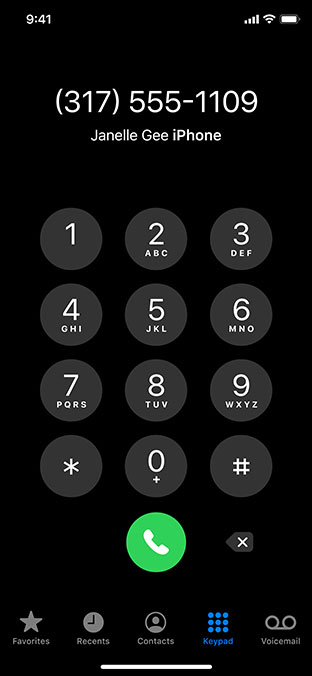 9:41
(317) 555-1109
Janelle Gee iPhone
1 2 3
ABC DEF
4 5 6
GHI JKL MNO
7 8 9
PQRS TUV WXYZ
* 0 #
+
Favorites Recents Contacts Keypad Voicemail